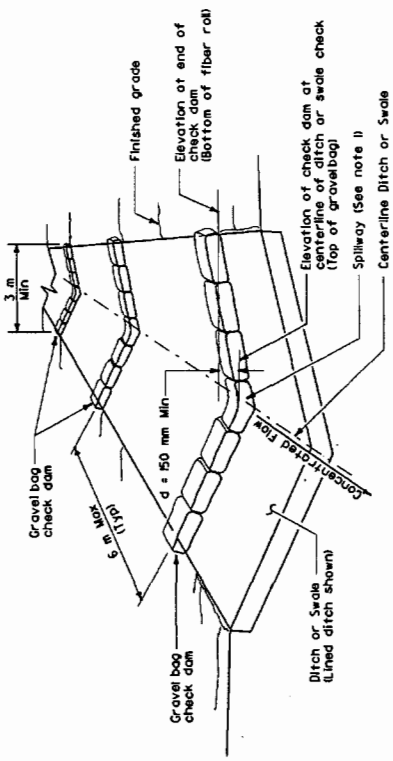 3 m
Min
Gravel bag
check dam
6 m Max
(Typ)
d = 150 mm Min
Gravel bag
check dam
Finished grade
Elevation at end of
check dam
(Bottom of fiber roll)
Elevation of check dam at
centerline of ditch or swale check
(Top of gravelbag)
Spillway (See note 1)
Centerline Ditch or Swale
Concentrated Flow
Ditch or Swale
(Lined ditch shown)